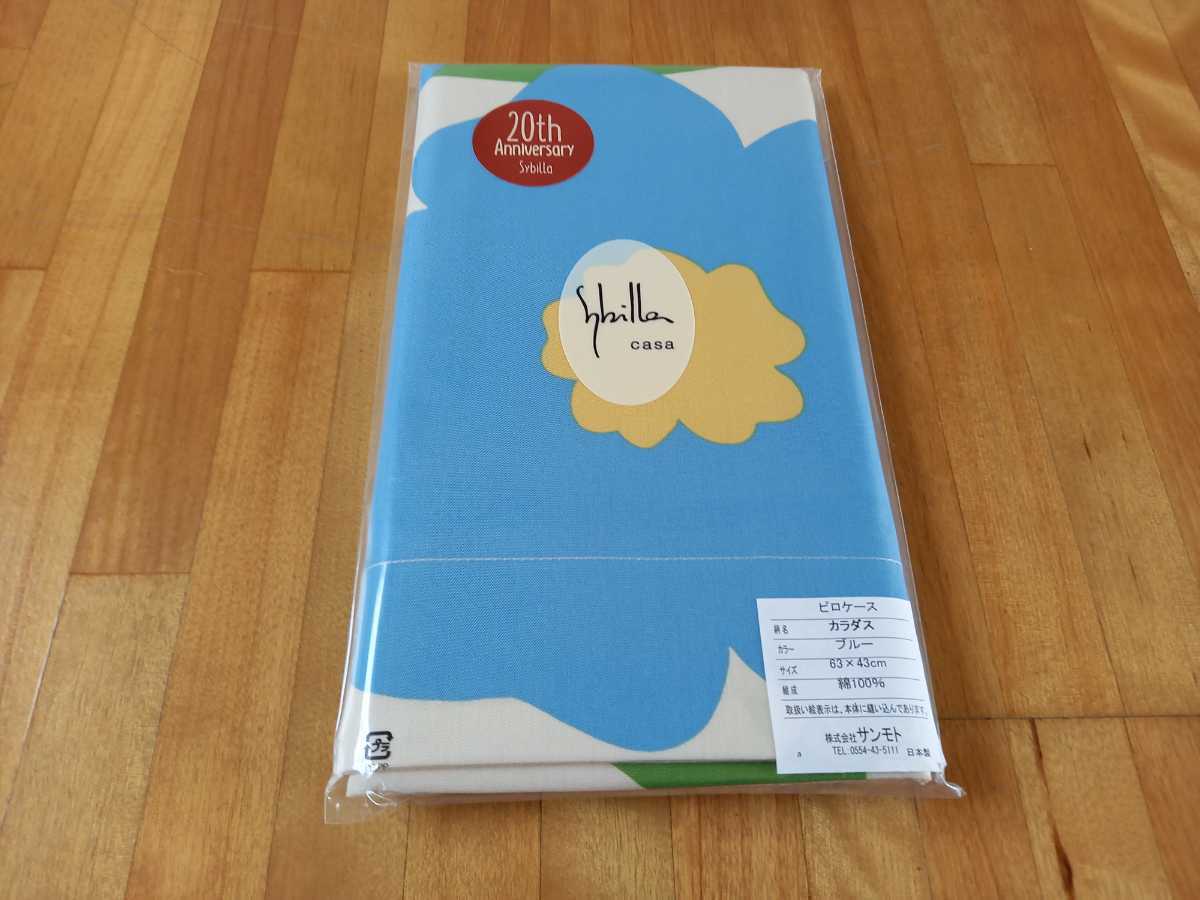 20th
Anniversary
Sybilla
Sybilla
casa
ピロケース
柄名 カラダス
カラー ブルー
サイズ 63×43cm
組成 綿100%
取扱い絵表示は、本体に縫い込んであります。
株式会社サンモト
a TEL.0554-43-5111 日本製
プラ